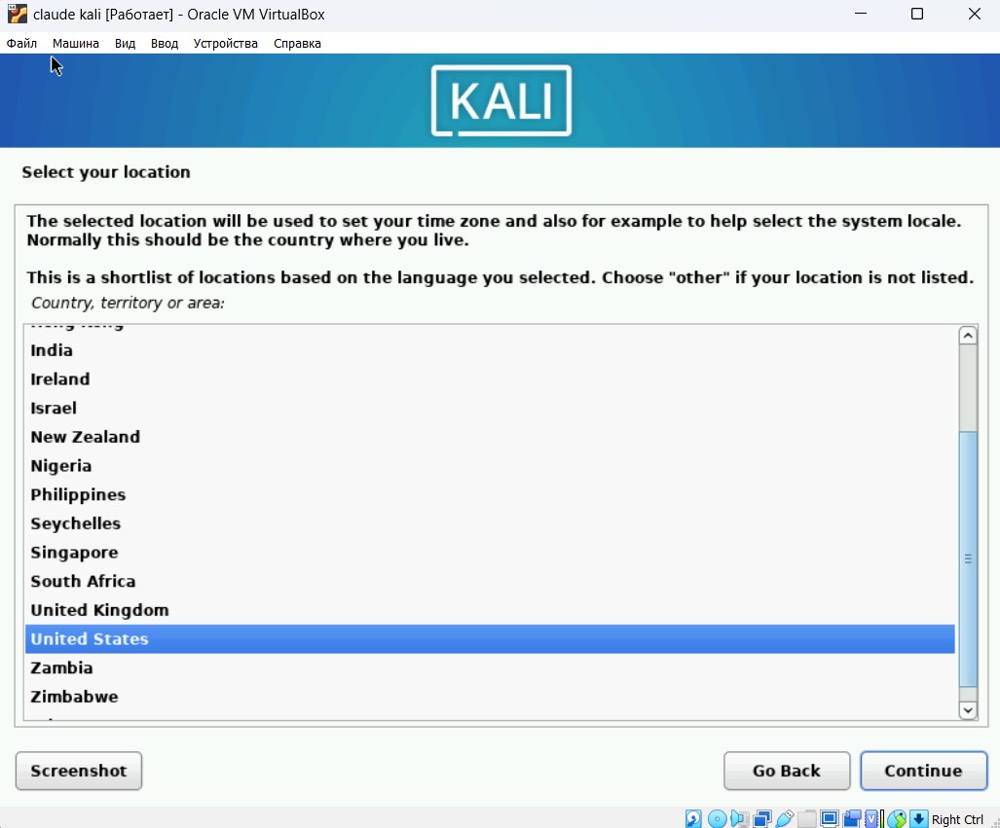 claude kali [Работает] - Oracle VM VirtualBox
Файл Машина Вид Ввод Устройства Справка
KALI
Select your location
The selected location will be used to set your time zone and also for example to help select the system locale.
Normally this should be the country where you live.
This is a shortlist of locations based on the language you selected. Choose "other" if your location is not listed.
Country, territory or area:
India
Ireland
Israel
New Zealand
Nigeria
Philippines
Seychelles
Singapore
South Africa
United Kingdom
United States
Zambia
Zimbabwe
Screenshot Go Back Continue
Right Ctrl